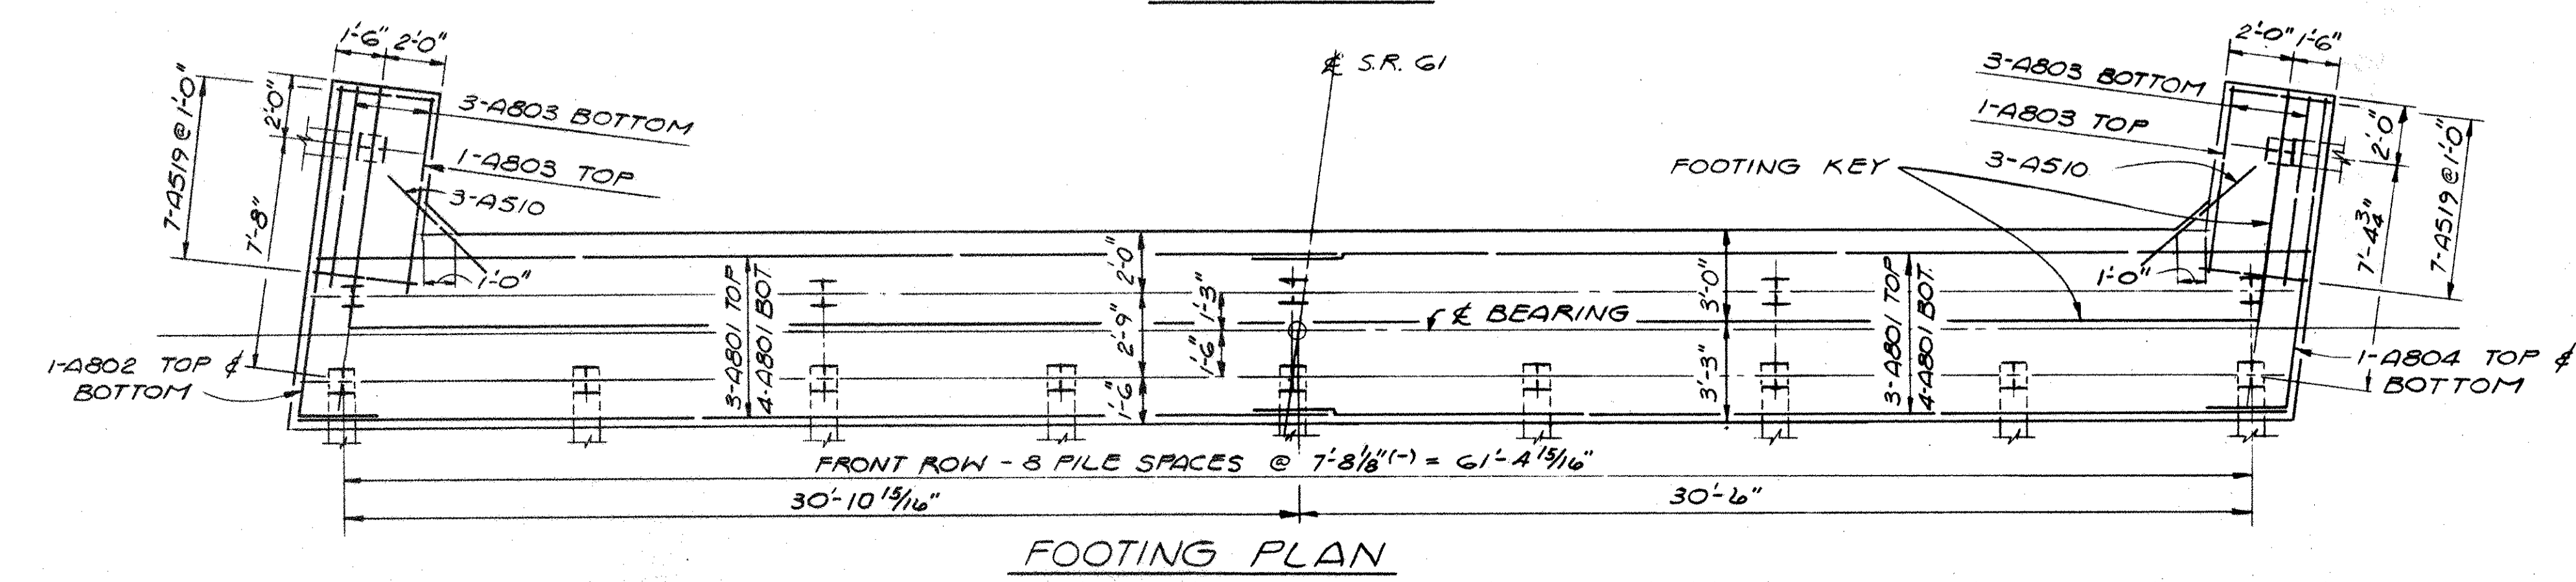 1'-6" 2'-0"
7-A519 @ 1'-0"
2'-0"
7'-8"
3-A803 BOTTOM
1-A803 TOP
3-A510
1'-0"
1-A802 TOP &
BOTTOM
3-A801 TOP
4-A801 BOT.
℄ S.R. 61
2'-0"
2'-9"
1'-6"
1'-3"
1'-6"
℄ BEARING
FOOTING KEY
3'-0"
3'-3"
3-A801 TOP
4-A801 BOT.
2'-0" 1'-6"
3-A803 BOTTOM
1-A803 TOP
3-A510
1'-0"
2'-0"
7'-4 3/4"
7-A519 @ 1'-0"
1-A804 TOP &
BOTTOM
FRONT ROW - 8 PILE SPACES @ 7'-8 1/8" (-) = 61'-4 15/16"
30'-10 15/16"
30'-6"
FOOTING PLAN